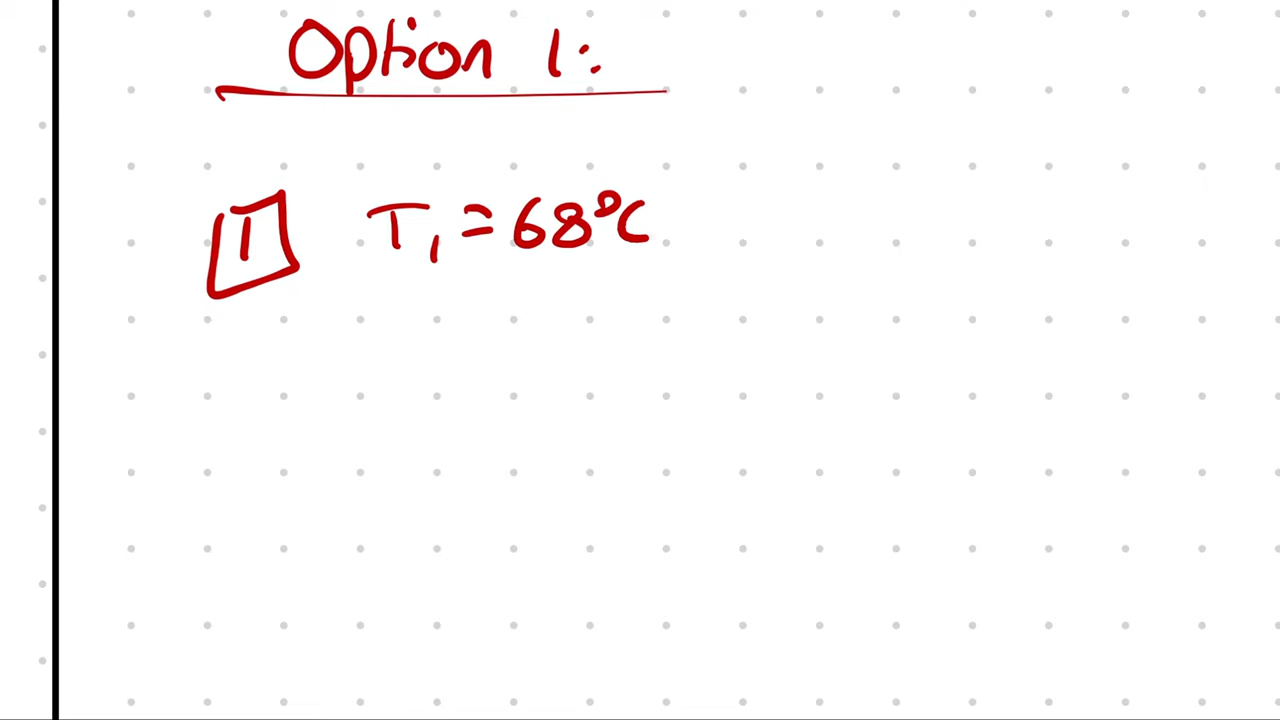 Option 1:
1 T₁ = 68°C